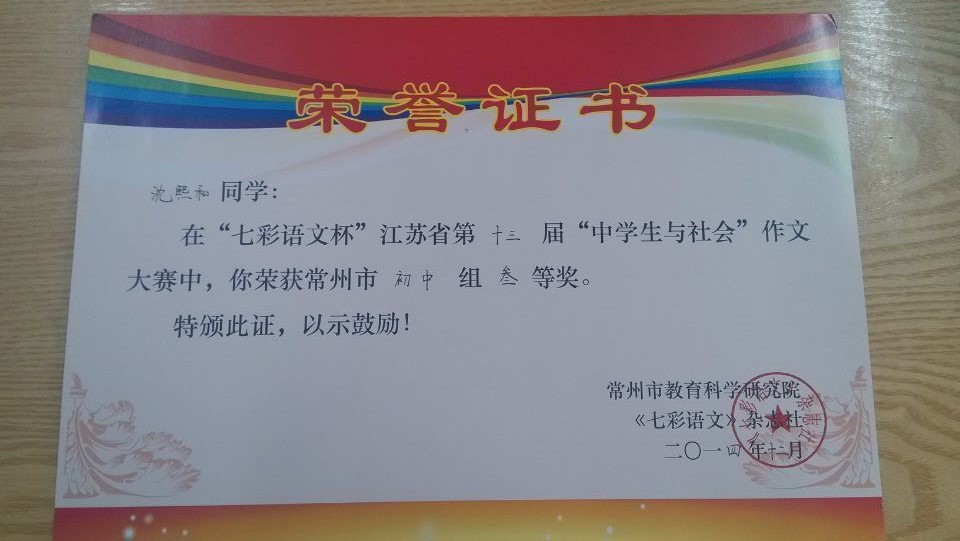 荣誉证书
沈熙和同学：
在“七彩语文杯”江苏省第十三届“中学生与社会”作文
大赛中，你荣获常州市初中组叁等奖。
特颁此证，以示鼓励！
常州市教育科学研究院
《七彩语文》杂志社
二〇一四年十二月